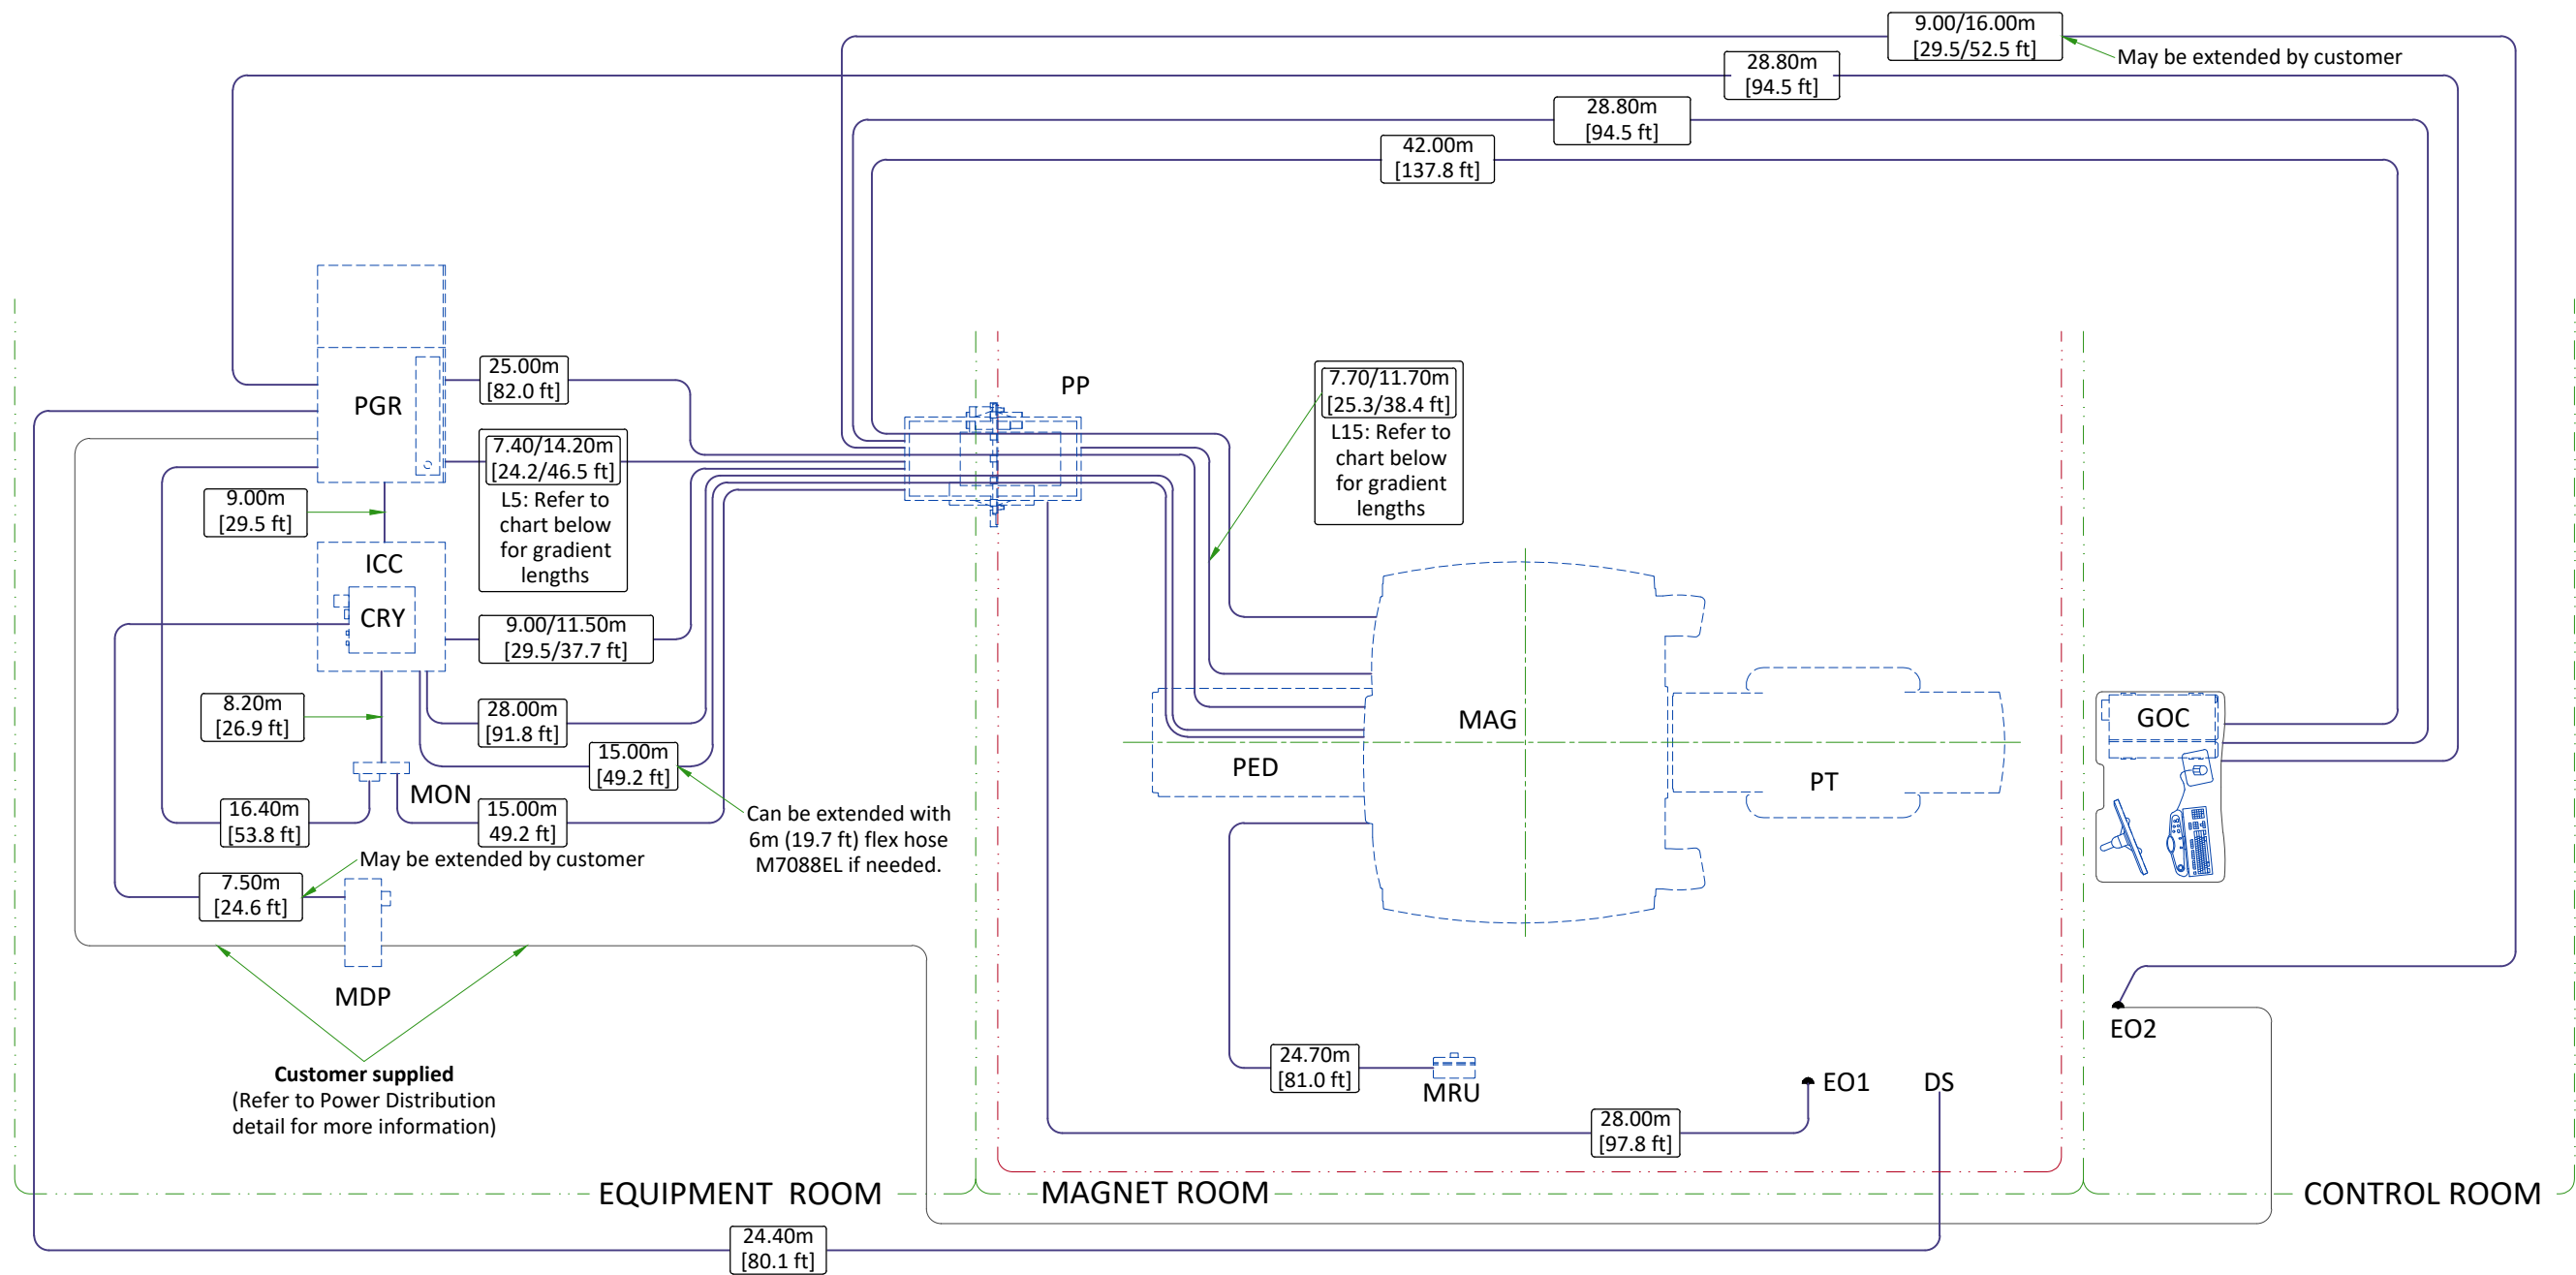 9.00/16.00m
[29.5/52.5 ft]
May be extended by customer
28.80m
[94.5 ft]
28.80m
[94.5 ft]
42.00m
[137.8 ft]
PGR
25.00m
[82.0 ft]
7.40/14.20m
[24.2/46.5 ft]
L5: Refer to
chart below
for gradient
lengths
PP
7.70/11.70m
[25.3/38.4 ft]
L15: Refer to
chart below
for gradient
lengths
9.00m
[29.5 ft]
ICC
CRY
9.00/11.50m
[29.5/37.7 ft]
8.20m
[26.9 ft]
28.00m
[91.8 ft]
15.00m
[49.2 ft]
MON
16.40m
[53.8 ft]
15.00m
49.2 ft]
Can be extended with
6m (19.7 ft) flex hose
M7088EL if needed.
May be extended by customer
7.50m
[24.6 ft]
MDP
Customer supplied
(Refer to Power Distribution
detail for more information)
MAG
PED
PT
GOC
EO2
24.70m
[81.0 ft]
MRU
EO1
DS
28.00m
[97.8 ft]
EQUIPMENT ROOM
MAGNET ROOM
CONTROL ROOM
24.40m
[80.1 ft]